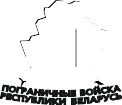 ПОГРАНИЧНЫЕ ВОЙСКА
РЕСПУБЛИКИ БЕЛАРУСЬ